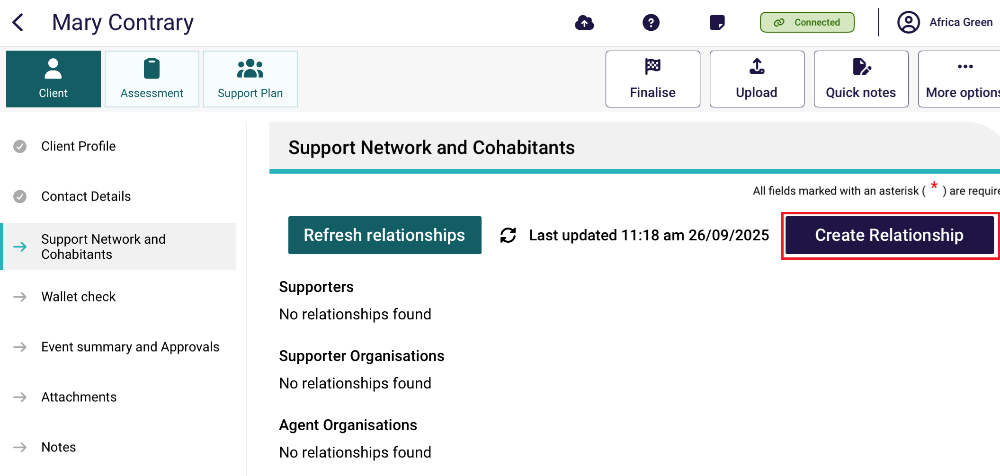 Mary Contrary
Connected
Africa Green
Client
Assessment
Support Plan
Finalise
Upload
Quick notes
More options
Client Profile
Contact Details
Support Network and
Cohabitants
Wallet check
Event summary and Approvals
Attachments
Notes
Support Network and Cohabitants
All fields marked with an asterisk ( * ) are require
Refresh relationships
Last updated 11:18 am 26/09/2025
Create Relationship
Supporters
No relationships found
Supporter Organisations
No relationships found
Agent Organisations
No relationships found